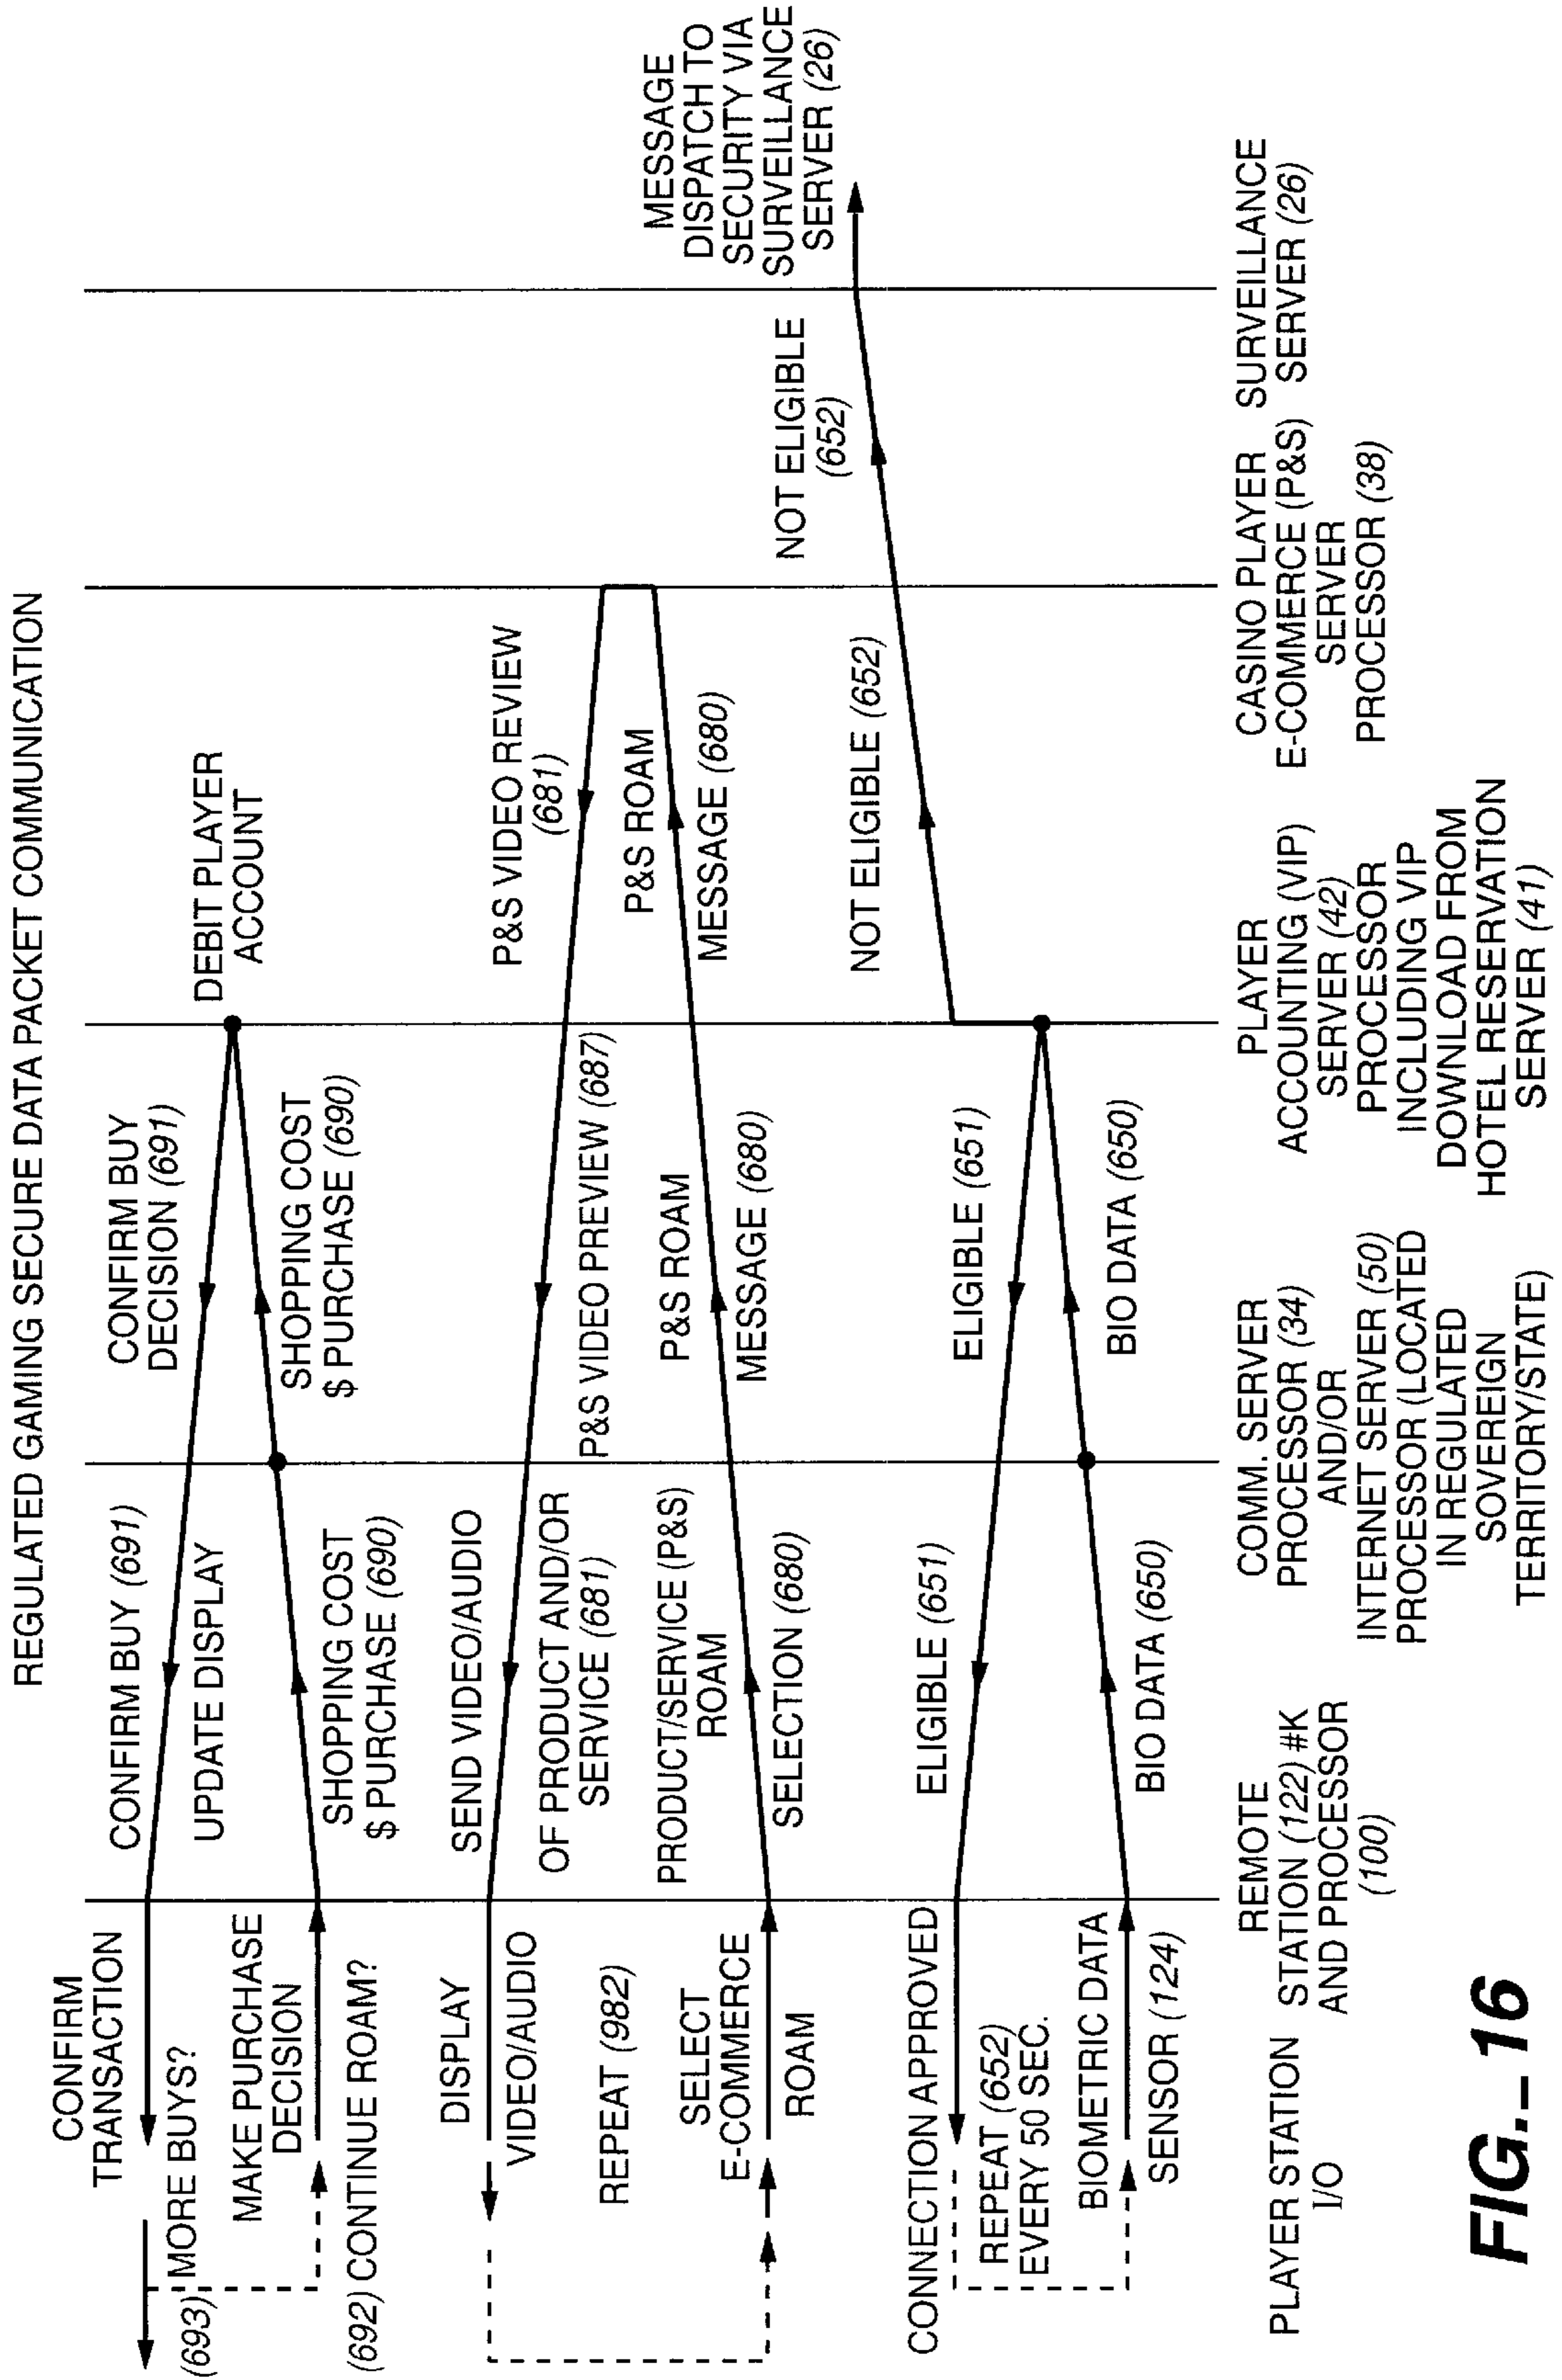 REGULATED GAMING SECURE DATA PACKET COMMUNICATION
CONFIRM
TRANSACTION
(693) MORE BUYS?
MAKE PURCHASE
DECISION
(692) CONTINUE ROAM?
CONFIRM BUY (691)
UPDATE DISPLAY
SHOPPING COST
$ PURCHASE (690)
CONFIRM BUY
DECISION (691)
SHOPPING COST
$ PURCHASE (690)
DEBIT PLAYER
ACCOUNT
DISPLAY
VIDEO/AUDIO
REPEAT (982)
SELECT
E-COMMERCE
ROAM
SEND VIDEO/AUDIO
OF PRODUCT AND/OR
SERVICE (681)
PRODUCT/SERVICE (P&S)
ROAM
SELECTION (680)
P&S VIDEO PREVIEW (687)
P&S ROAM
MESSAGE (680)
P&S VIDEO REVIEW
(681)
P&S ROAM
MESSAGE (680)
CONNECTION APPROVED
REPEAT (652)
EVERY 50 SEC.
BIOMETRIC DATA
SENSOR (124)
ELIGIBLE (651)
BIO DATA (650)
ELIGIBLE (651)
BIO DATA (650)
NOT ELIGIBLE (652)
NOT ELIGIBLE
(652)
MESSAGE
DISPATCH TO
SECURITY VIA
SURVEILLANCE
SERVER (26)
PLAYER STATION
I/O
REMOTE
STATION (122) #K
AND PROCESSOR
(100)
COMM. SERVER
PROCESSOR (34)
AND/OR
INTERNET SERVER (50)
PROCESSOR (LOCATED
IN REGULATED
SOVEREIGN
TERRITORY/STATE)
PLAYER
ACCOUNTING (VIP)
SERVER (42)
PROCESSOR
INCLUDING VIP
DOWNLOAD FROM
HOTEL RESERVATION
SERVER (41)
CASINO PLAYER
E-COMMERCE (P&S)
SERVER
PROCESSOR (38)
SURVEILLANCE
SERVER (26)
FIG._16